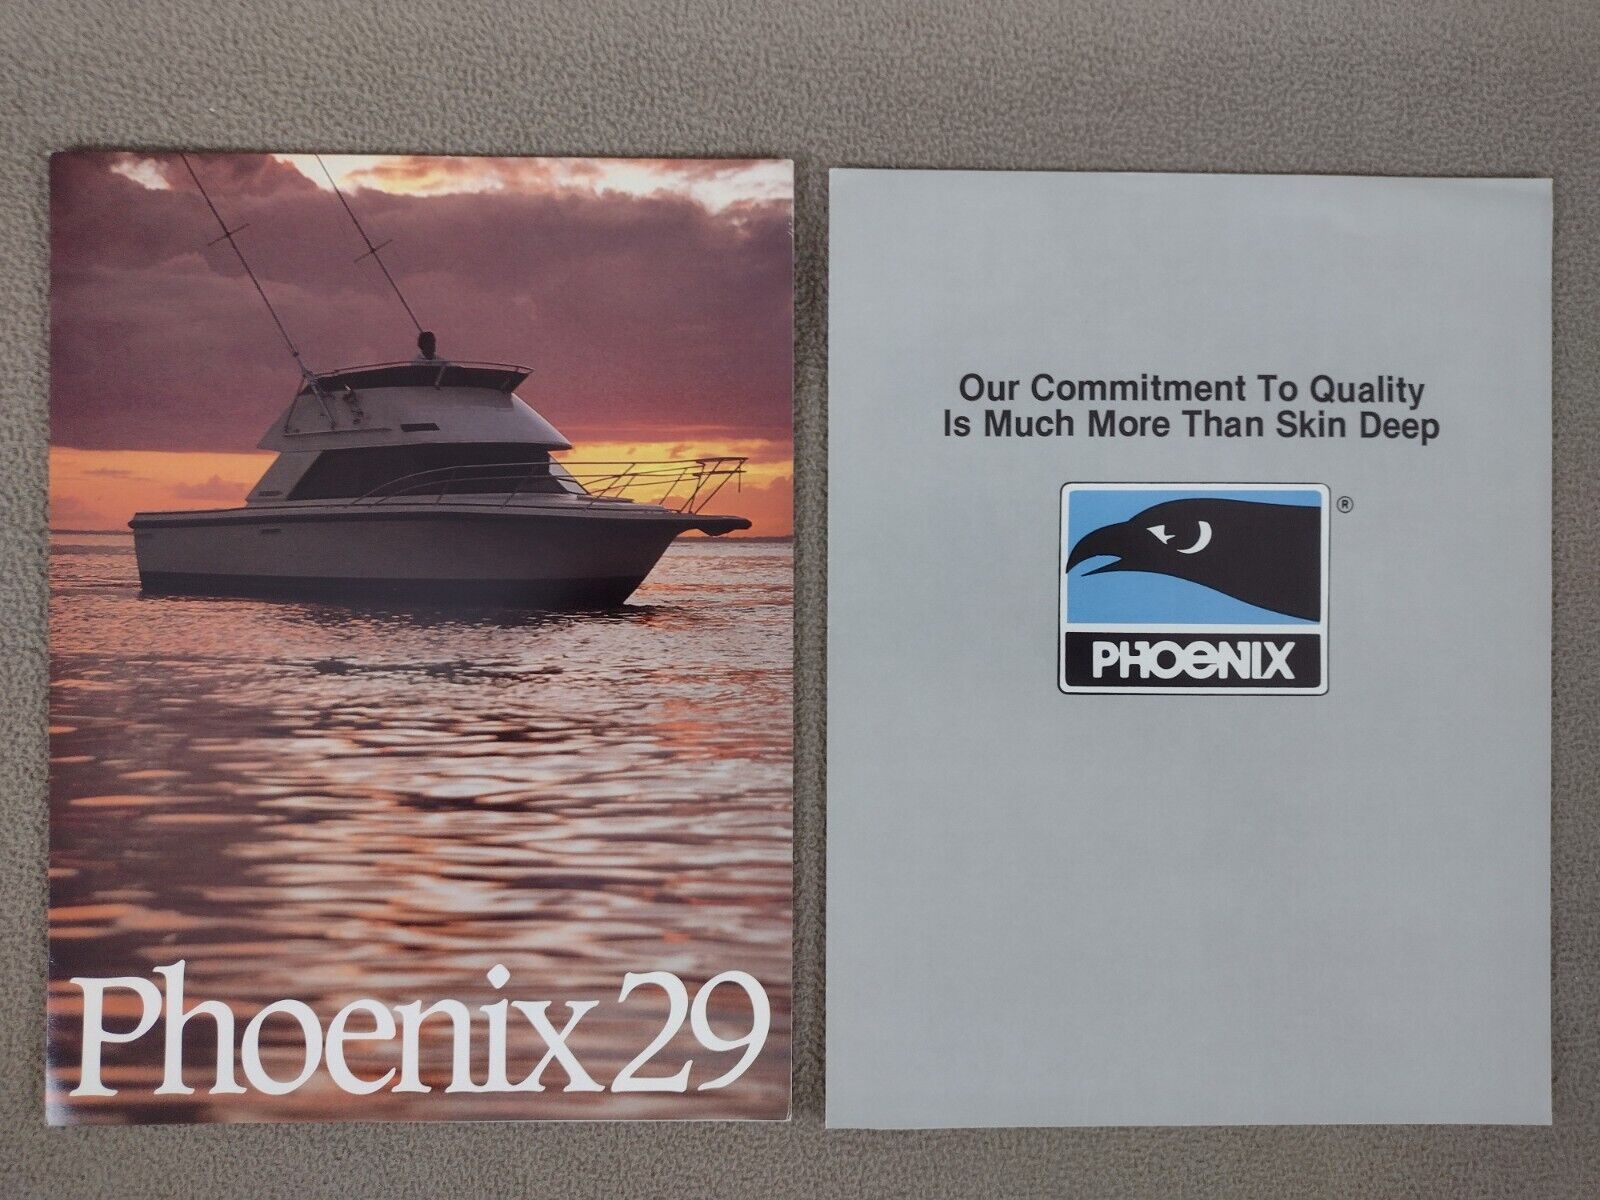 Phoenix 29
Our Commitment To Quality
Is Much More Than Skin Deep
®
PHOENIX